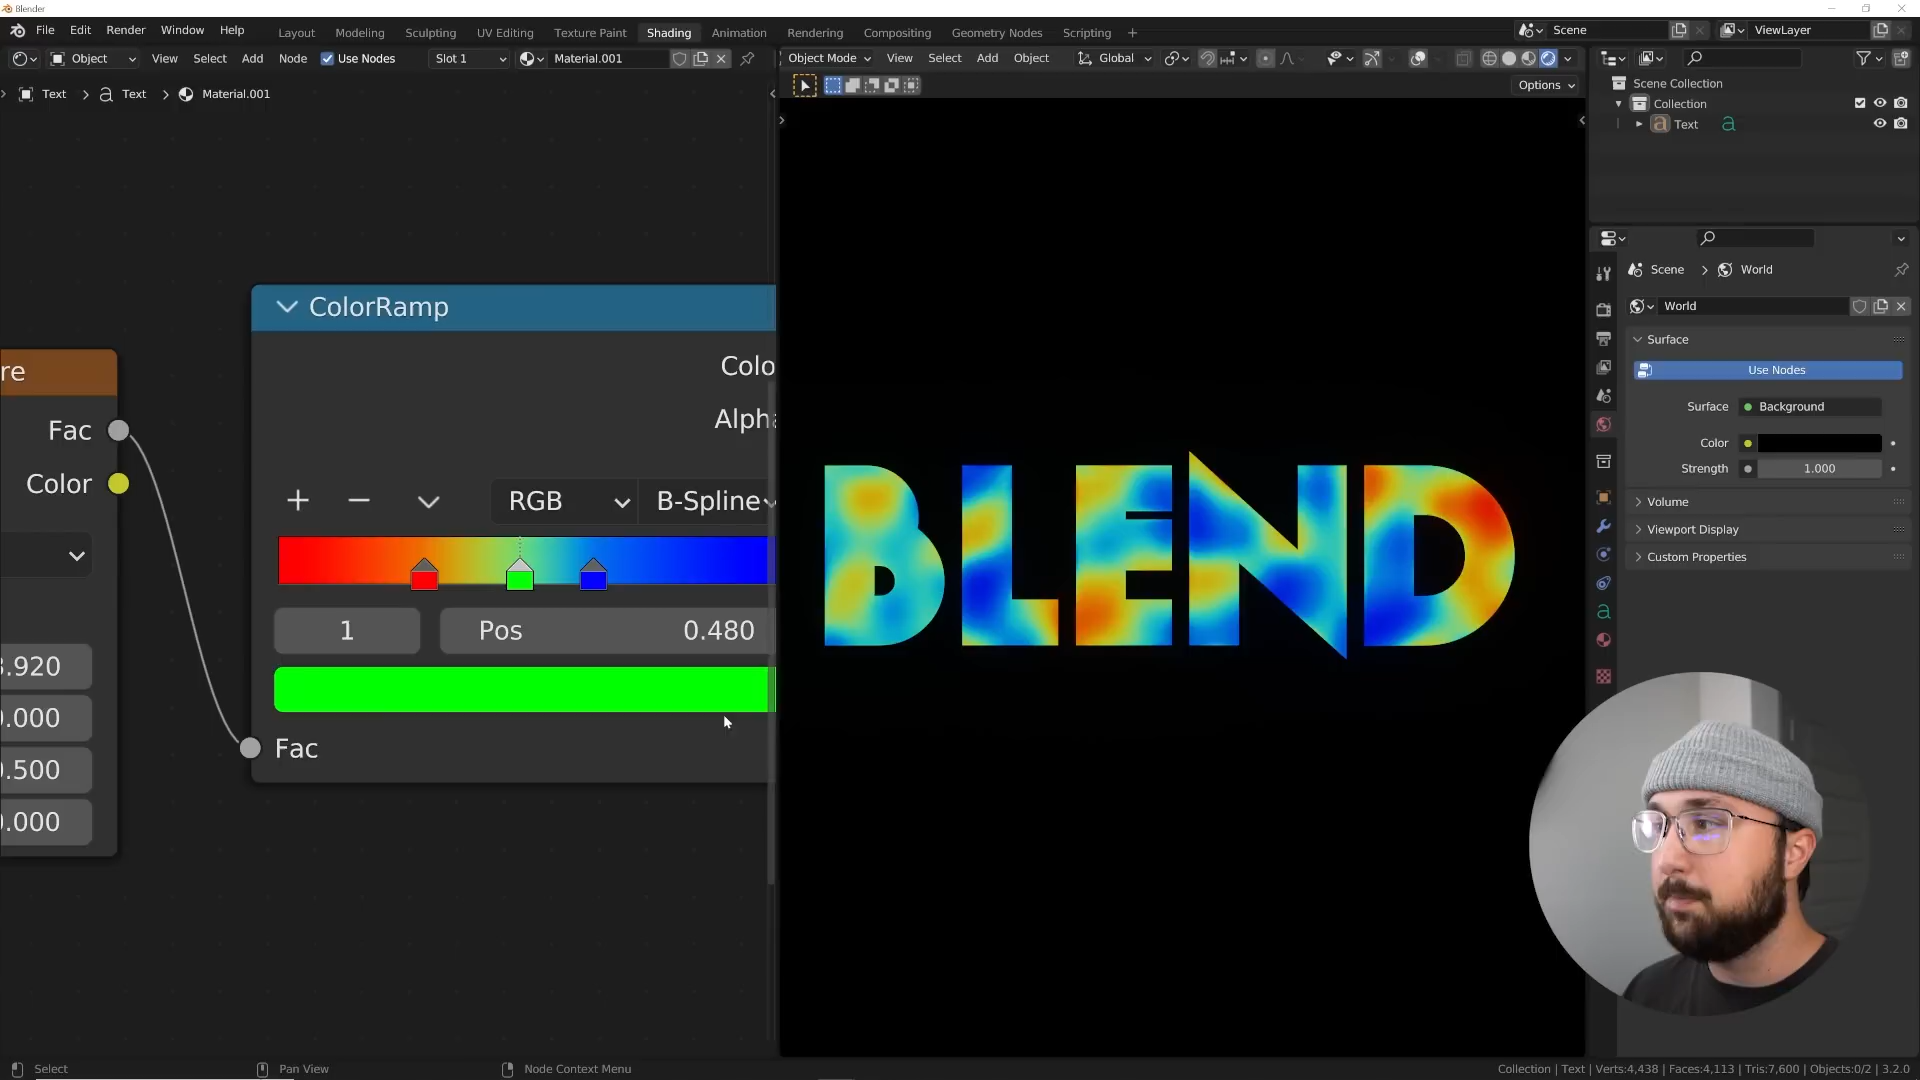 Blender
File Edit Render Window Help
Layout Modeling Sculpting UV Editing Texture Paint Shading Animation Rendering Compositing Geometry Nodes Scripting +
Scene
ViewLayer
Object View Select Add Node Use Nodes Slot 1 Material.001
Object Mode View Select Add Object Global
Options
Text > Text > Material.001
Scene Collection
Collection
Text
ColorRamp
Colo
Alpha
re
Fac
Color
RGB B-Spline
1 Pos 0.480
Fac
3.920
0.000
0.500
0.000
BLEND
Scene > World
World
Surface
Use Nodes
Surface Background
Color
Strength 1.000
Volume
Viewport Display
Custom Properties
Select Pan View Node Context Menu
Collection | Text | Verts:4,438 | Faces:4,113 | Tris:7,600 | Objects:0/2 | 3.2.0